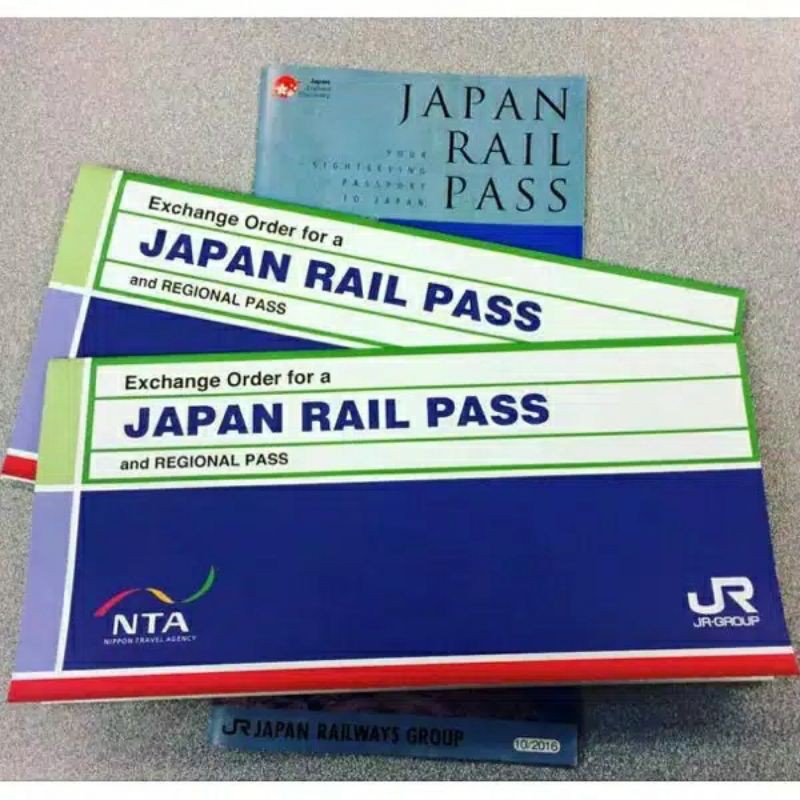 Japan
Endless
Discovery
JAPAN
RAIL
PASS
YOUR
SIGHTSEEING
PASSPORT
TO JAPAN
Exchange Order for a
JAPAN RAIL PASS
and REGIONAL PASS
Exchange Order for a
JAPAN RAIL PASS
and REGIONAL PASS
NTA
NIPPON TRAVEL AGENCY
JR
JR-GROUP
JR JAPAN RAILWAYS GROUP
10/2016